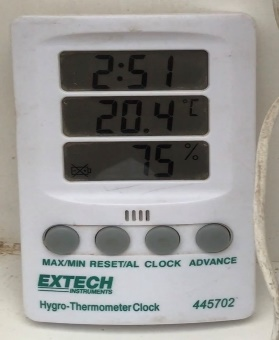 2:51
20.4 °C
75 %
MAX/MIN RESET/AL CLOCK ADVANCE
EXTECH
INSTRUMENTS
Hygro-Thermometer Clock 445702